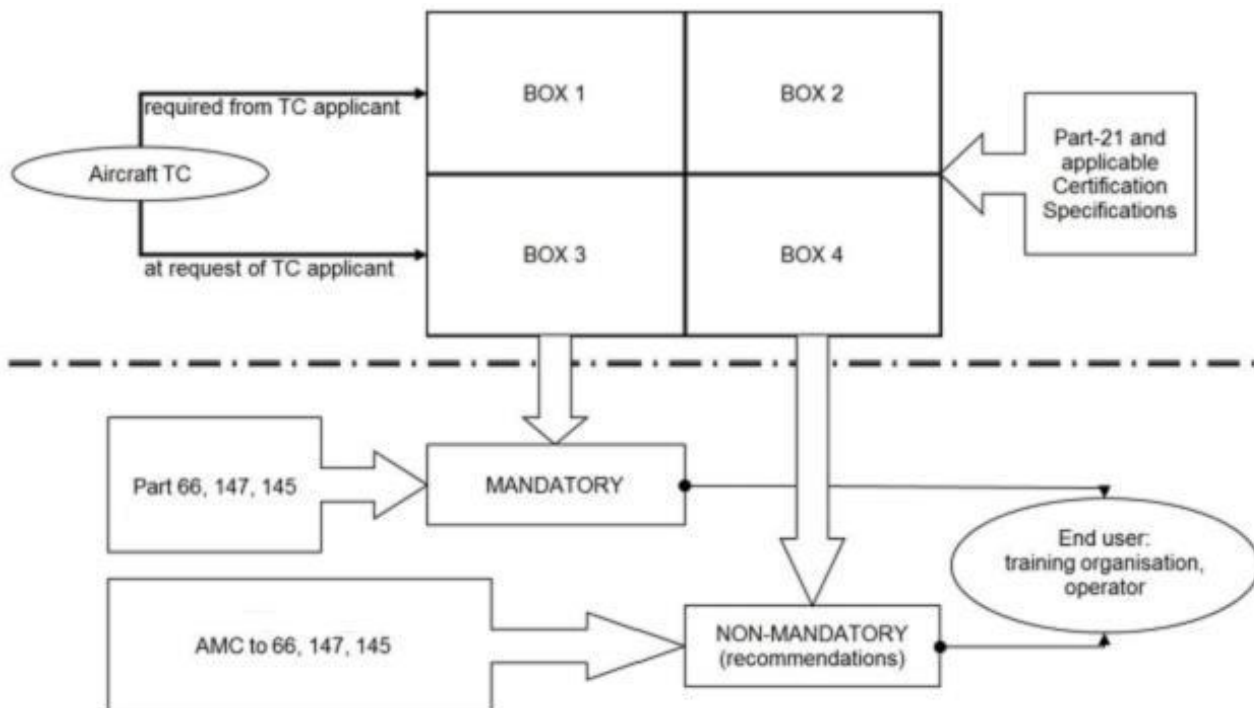 BOX 1
BOX 2
required from TC applicant
Part-21 and
applicable
Certification
Specifications
Aircraft TC
BOX 3
BOX 4
at request of TC applicant
Part 66, 147, 145
MANDATORY
End user:
training organisation,
operator
AMC to 66, 147, 145
NON-MANDATORY
(recommendations)